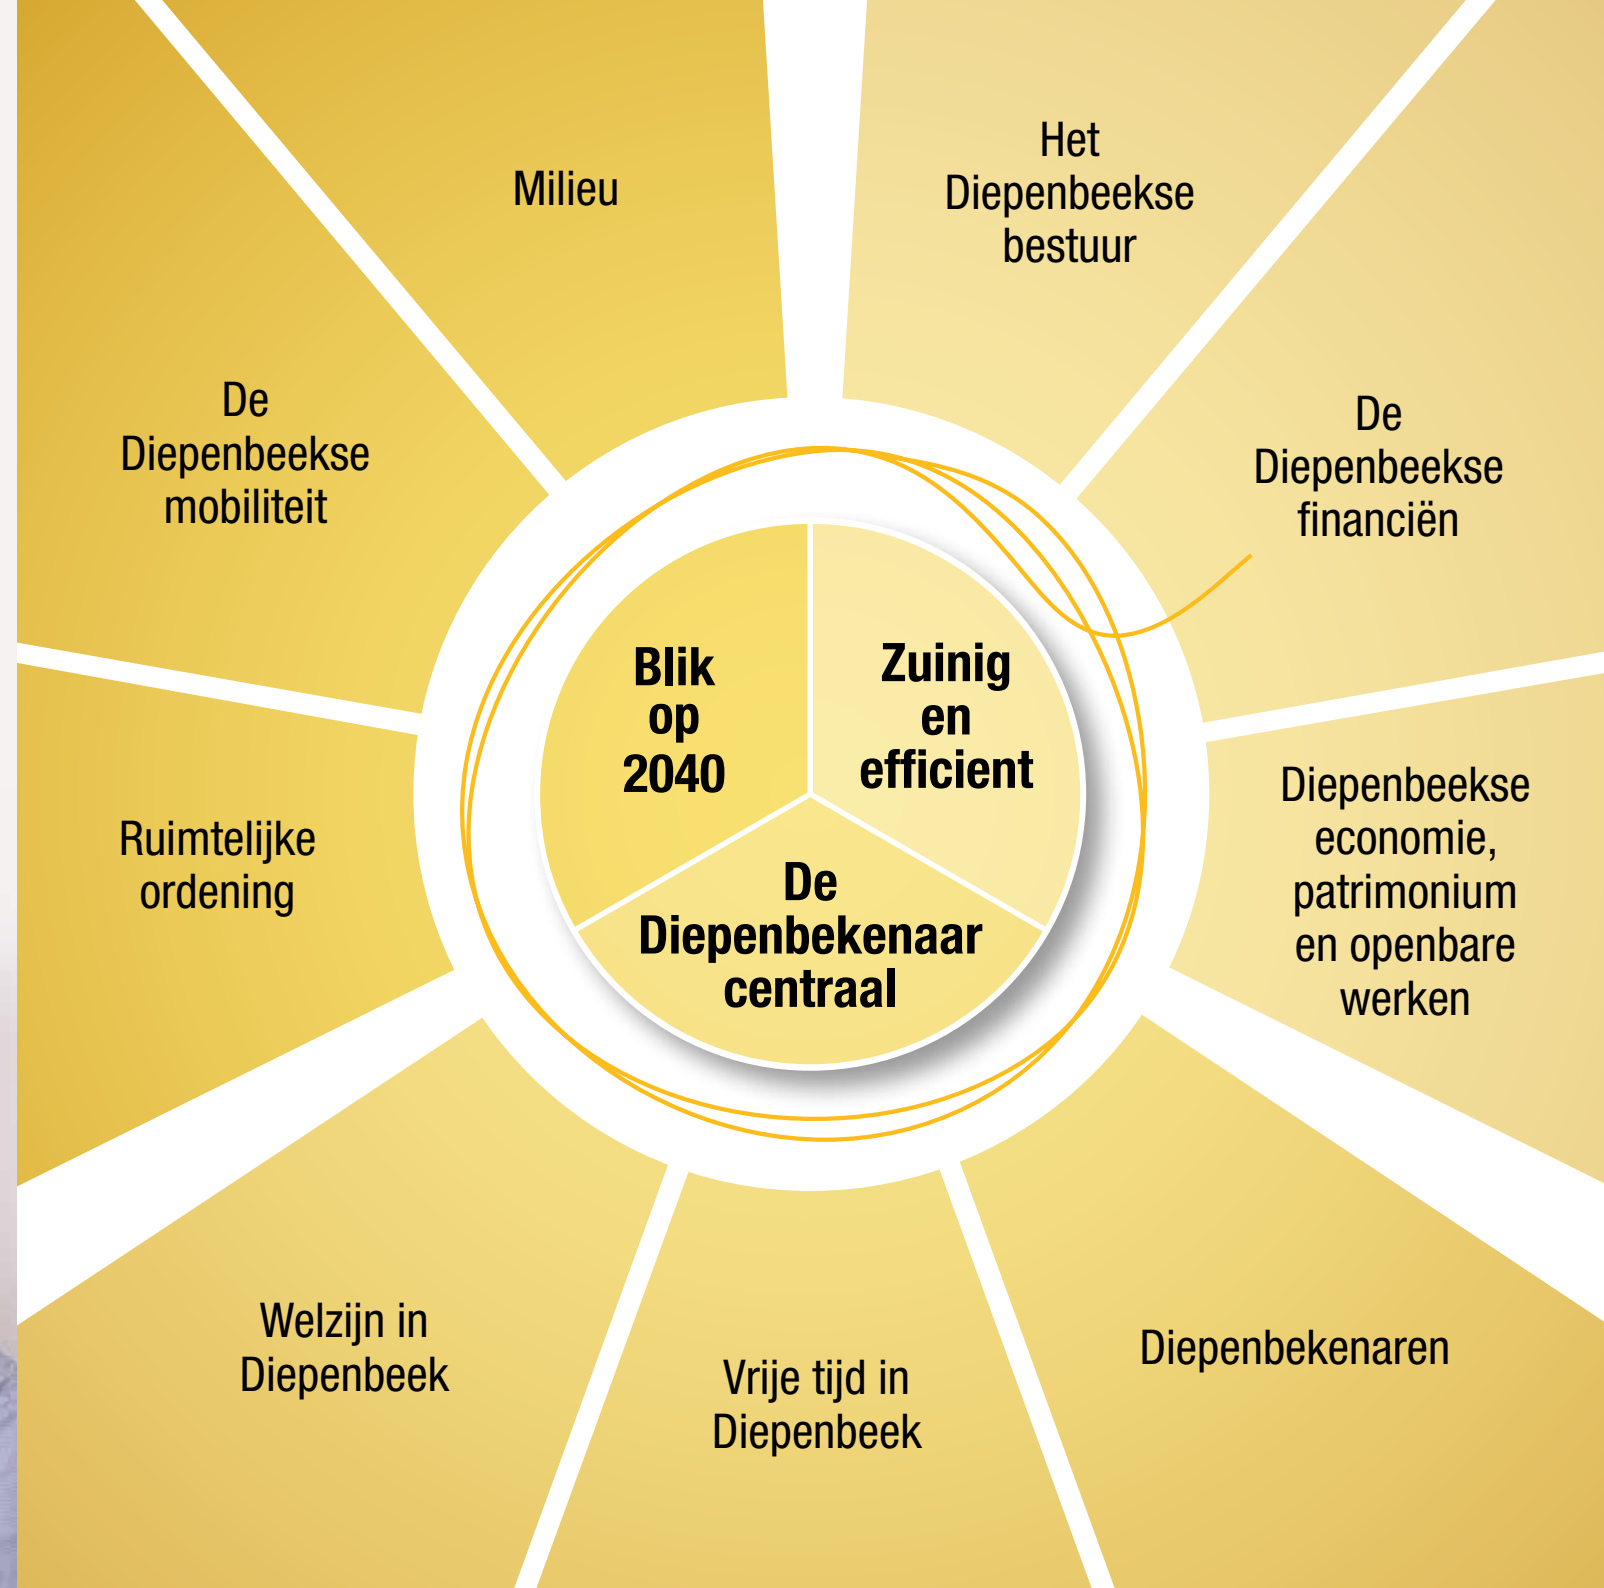 Milieu
Het
Diepenbeekse
bestuur
De
Diepenbeekse
mobiliteit
De
Diepenbeekse
financiën
Blik
op
2040
Zuinig
en
efficient
De
Diepenbekenaar
centraal
Ruimtelijke
ordening
Diepenbeekse
economie,
patrimonium
en openbare
werken
Welzijn in
Diepenbeek
Vrije tijd in
Diepenbeek
Diepenbekenaren